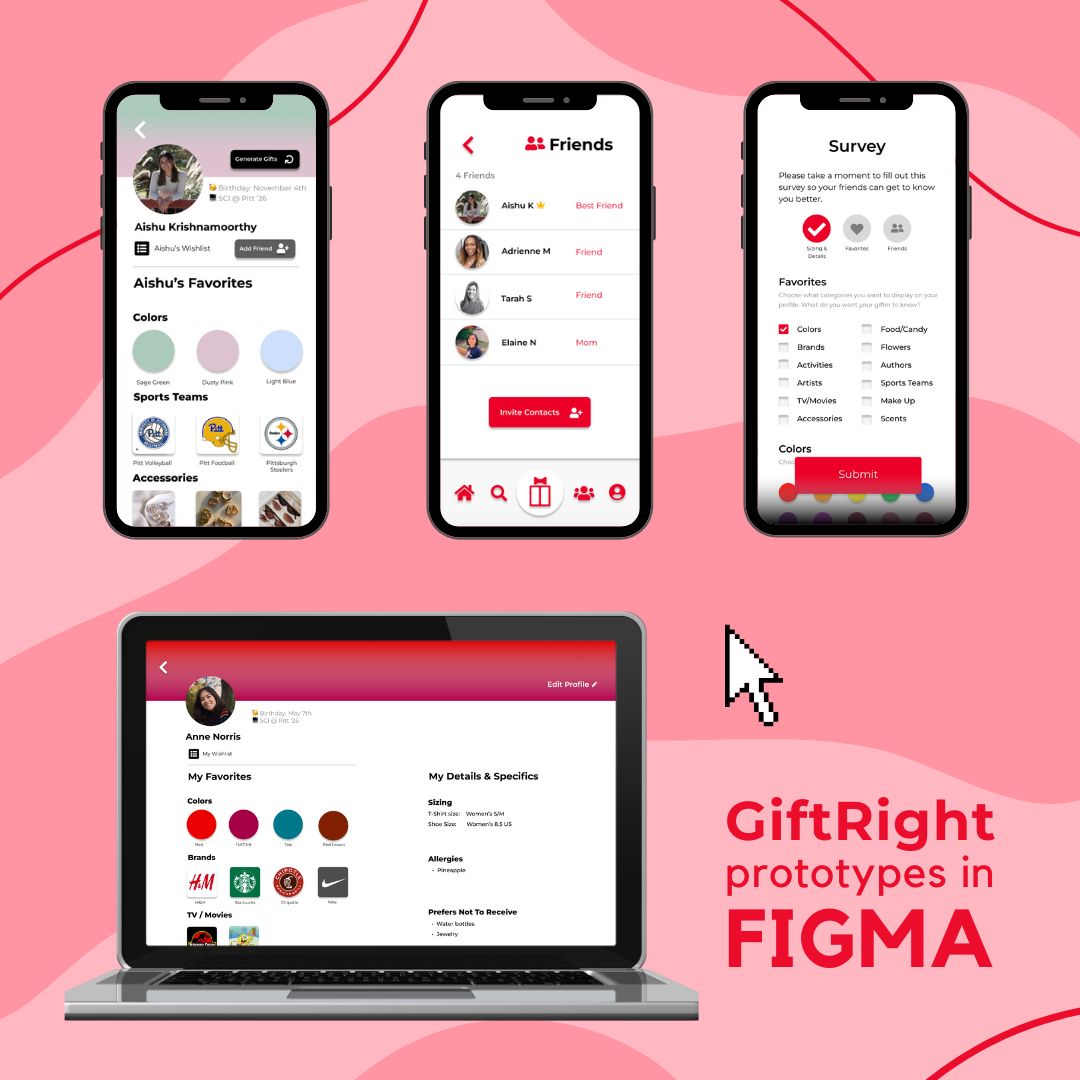 Generate Gifts
Birthday: November 4th
SCI @ Pitt '26
Aishu Krishnamoorthy
Aishu's Wishlist
Add Friend
Aishu's Favorites
Colors
Sage Green
Dusty Pink
Light Blue
Sports Teams
Pitt
Pitt
Steelers
Pitt Volleyball
Pitt Football
Pittsburgh
Steelers
Accessories
Friends
4 Friends
Aishu K
Best Friend
Adrienne M
Friend
Tarah S
Friend
Elaine N
Mom
Invite Contacts
Survey
Please take a moment to fill out this
survey so your friends can get to know
you better.
Sizing &
Details
Favorites
Friends
Favorites
Choose what categories you want to display on your
profile. What do you want your gifter to know?
Colors
Food/Candy
Brands
Flowers
Activities
Authors
Artists
Sports Teams
TV/Movies
Make Up
Accessories
Scents
Colors
Submit
Edit Profile
Birthday: May 7th
SCI @ Pitt '25
Anne Norris
My Wishlist
My Favorites
Colors
Red
Teal
Red brown
Brands
H&M
CHIPOTLE
H&M
Starbucks
Chipotle
Nike
TV / Movies
My Details & Specifics
Sizing
T-Shirt size: Women's S/M
Shoe Size: Women's 8.5 US
Allergies
• Pineapple
Prefers Not To Receive
• Water bottles
• Jewelry
GiftRight
prototypes in
FIGMA